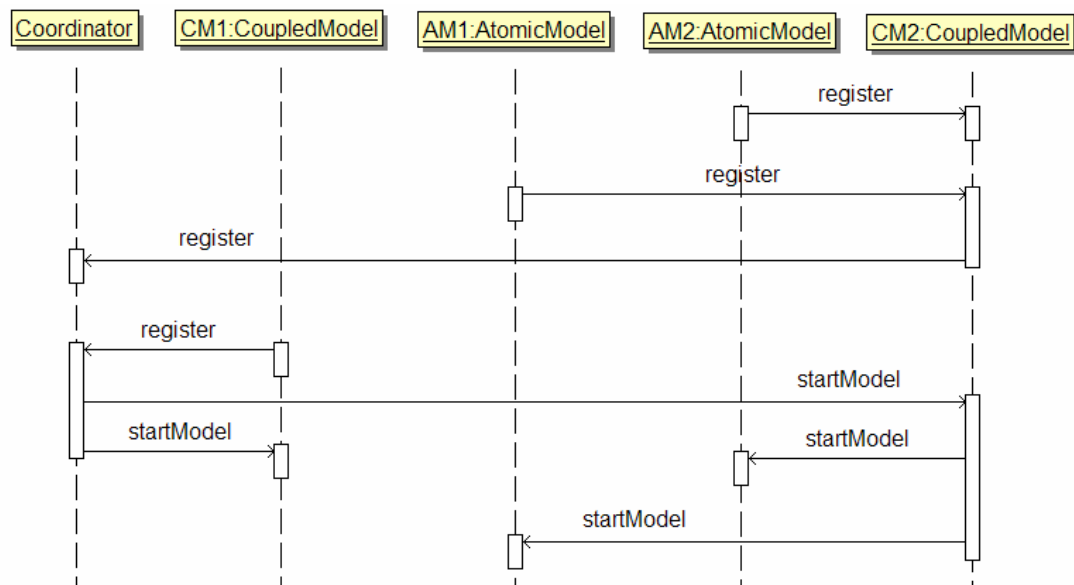 Coordinator
CM1:CoupledModel
AM1:AtomicModel
AM2:AtomicModel
CM2:CoupledModel
register
register
register
register
startModel
startModel
startModel
startModel